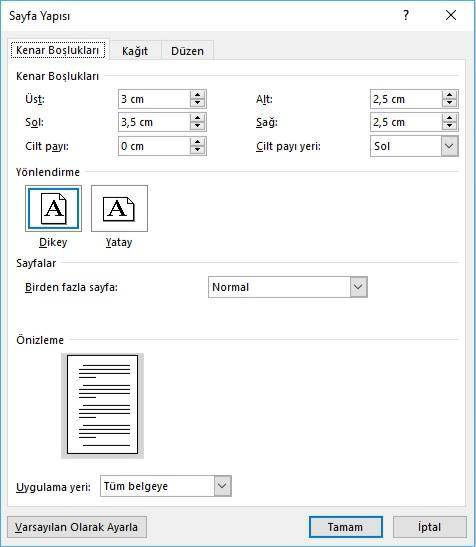 Sayfa Yapısı ?
Kenar Boşlukları Kağıt Düzen
Kenar Boşlukları
Üst: 3 cm Alt: 2,5 cm
Sol: 3,5 cm Sağ: 2,5 cm
Cilt payı: 0 cm Cilt payı yeri: Sol
Yönlendirme
A A
Dikey Yatay
Sayfalar
Birden fazla sayfa: Normal
Önizleme
Uygulama yeri: Tüm belgeye
Varsayılan Olarak Ayarla Tamam İptal